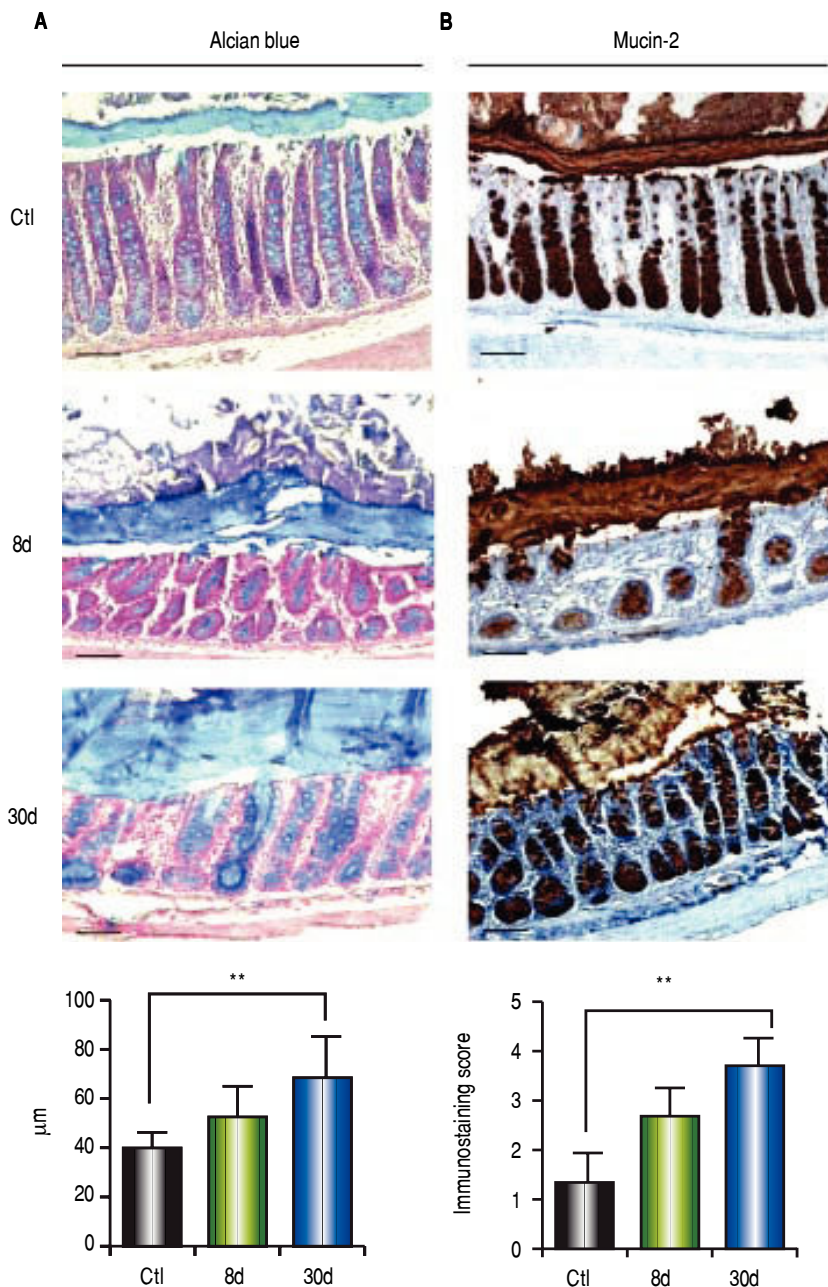 A
Alcian blue
B
Mucin-2
Ctl
8d
30d
**
100
80
60
40
20
0
µm
Ctl
8d
30d
**
5
4
3
2
1
0
Immunostaining score
Ctl
8d
30d